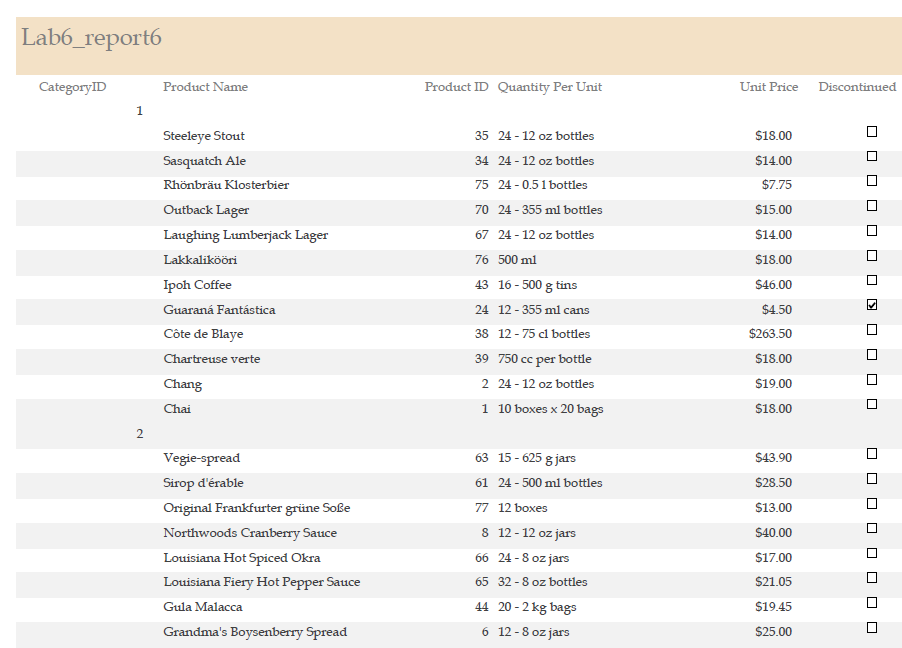 Lab6_report6
CategoryID Product Name Product ID Quantity Per Unit Unit Price Discontinued
1
Steeleye Stout 35 24 - 12 oz bottles $18.00
Sasquatch Ale 34 24 - 12 oz bottles $14.00
Rhönbräu Klosterbier 75 24 - 0.5 l bottles $7.75
Outback Lager 70 24 - 355 ml bottles $15.00
Laughing Lumberjack Lager 67 24 - 12 oz bottles $14.00
Lakkalikööri 76 500 ml $18.00
Ipoh Coffee 43 16 - 500 g tins $46.00
Guaraná Fantástica 24 12 - 355 ml cans $4.50
Côte de Blaye 38 12 - 75 cl bottles $263.50
Chartreuse verte 39 750 cc per bottle $18.00
Chang 2 24 - 12 oz bottles $19.00
Chai 1 10 boxes x 20 bags $18.00
2
Vegie-spread 63 15 - 625 g jars $43.90
Sirop d'érable 61 24 - 500 ml bottles $28.50
Original Frankfurter grüne Soße 77 12 boxes $13.00
Northwoods Cranberry Sauce 8 12 - 12 oz jars $40.00
Louisiana Hot Spiced Okra 66 24 - 8 oz jars $17.00
Louisiana Fiery Hot Pepper Sauce 65 32 - 8 oz bottles $21.05
Gula Malacca 44 20 - 2 kg bags $19.45
Grandma's Boysenberry Spread 6 12 - 8 oz jars $25.00